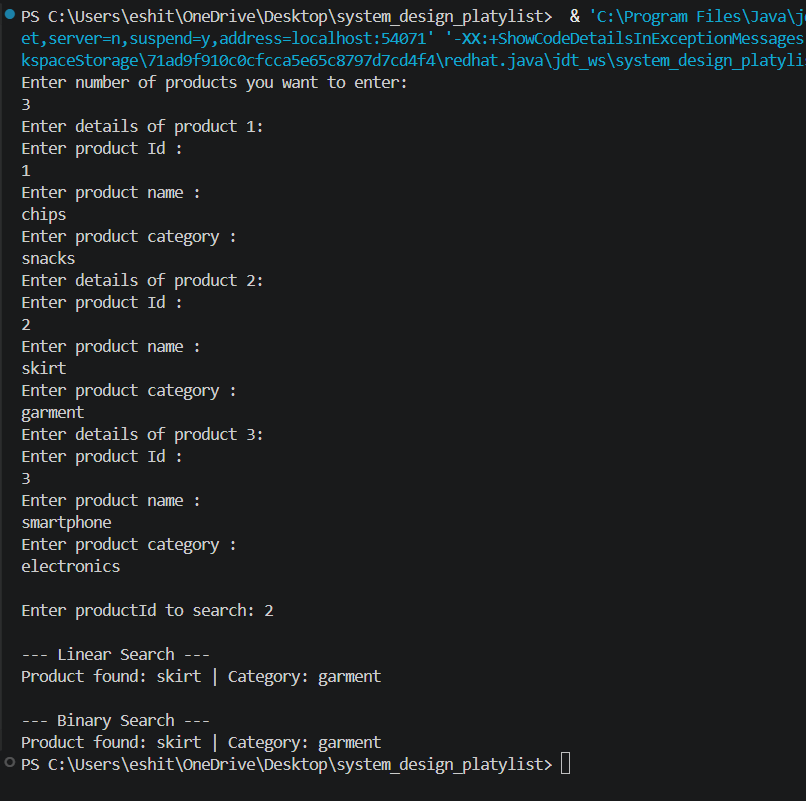 PS C:\Users\eshit\OneDrive\Desktop\system_design_platylist>  & 'C:\Program Files\Java\j
et,server=n,suspend=y,address=localhost:54071' '-XX:+ShowCodeDetailsInExceptionMessages
kspaceStorage\71ad9f910c0cfcca5e65c8797d7cd4f4\redhat.java\jdt_ws\system_design_platyli
Enter number of products you want to enter:
3
Enter details of product 1:
Enter product Id :
1
Enter product name :
chips
Enter product category :
snacks
Enter details of product 2:
Enter product Id :
2
Enter product name :
skirt
Enter product category :
garment
Enter details of product 3:
Enter product Id :
3
Enter product name :
smartphone
Enter product category :
electronics
Enter productId to search: 2
--- Linear Search ---
Product found: skirt | Category: garment
--- Binary Search ---
Product found: skirt | Category: garment
PS C:\Users\eshit\OneDrive\Desktop\system_design_platylist>